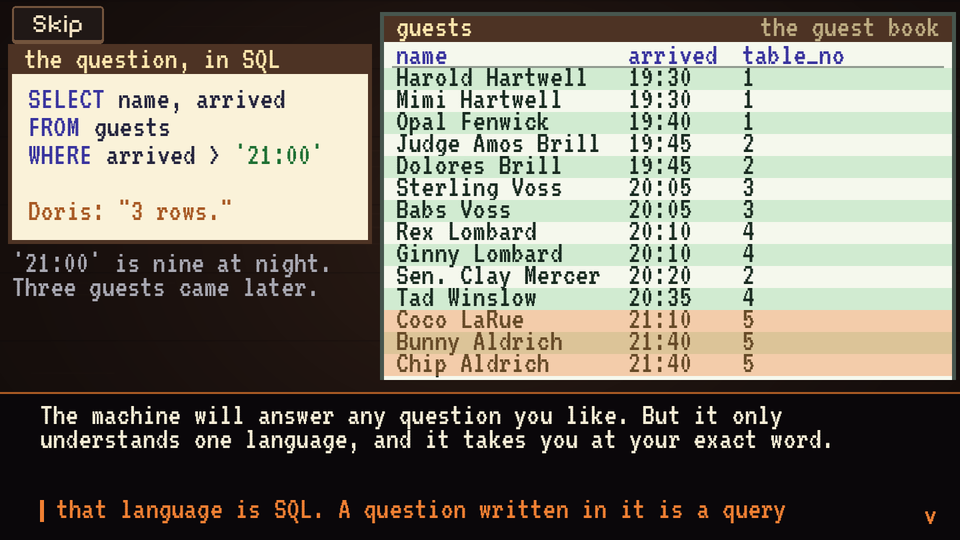 Skip
the question, in SQL
SELECT name, arrived
FROM guests
WHERE arrived > '21:00'
Doris: "3 rows."
'21:00' is nine at night.
Three guests came later.
guests the guest book
name arrived table_no
Harold Hartwell 19:30 1
Mimi Hartwell 19:30 1
Opal Fenwick 19:40 1
Judge Amos Brill 19:45 2
Dolores Brill 19:45 2
Sterling Voss 20:05 3
Babs Voss 20:05 3
Rex Lombard 20:10 4
Ginny Lombard 20:10 4
Sen. Clay Mercer 20:20 2
Tad Winslow 20:35 4
Coco LaRue 21:10 5
Bunny Aldrich 21:40 5
Chip Aldrich 21:40 5
The machine will answer any question you like. But it only
understands one language, and it takes you at your exact word.
that language is SQL. A question written in it is a query
v